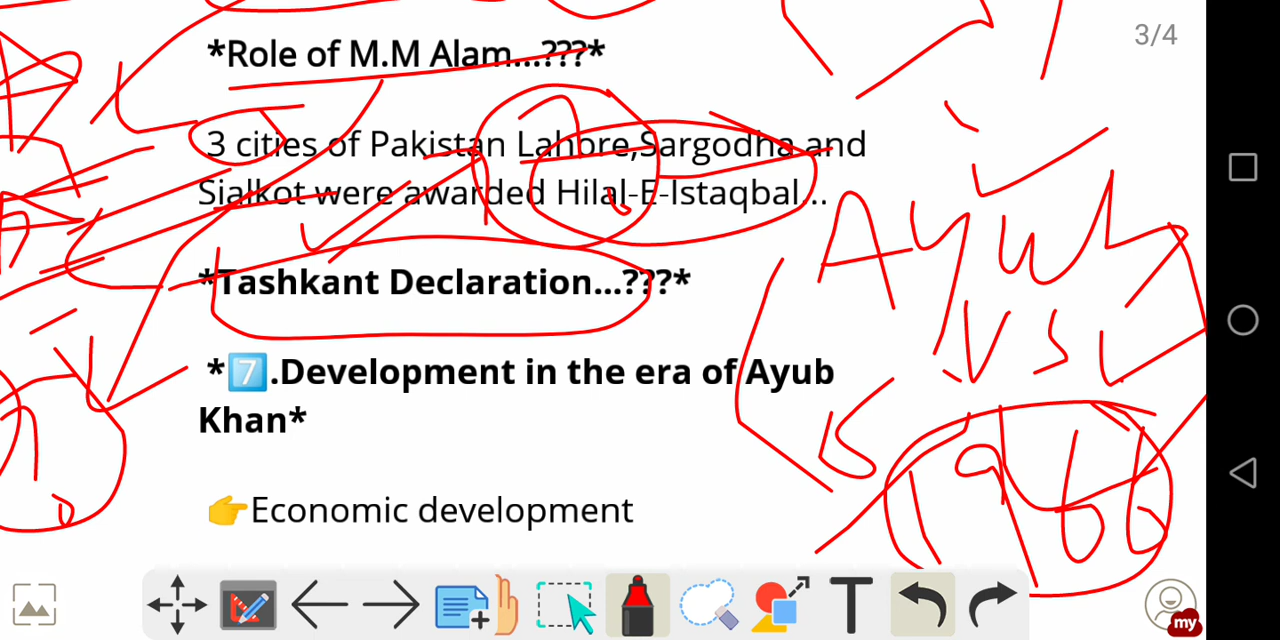 3/4
*Role of M.M Alam...???*
3 cities of Pakistan Lahore,Sargodha and
Sialkot were awarded Hilal-E-Istaqbal...
Ayub
*Tashkant Declaration...???*
VS
*7.Development in the era of Ayub
Khan*
1966
👉Economic development
T
my